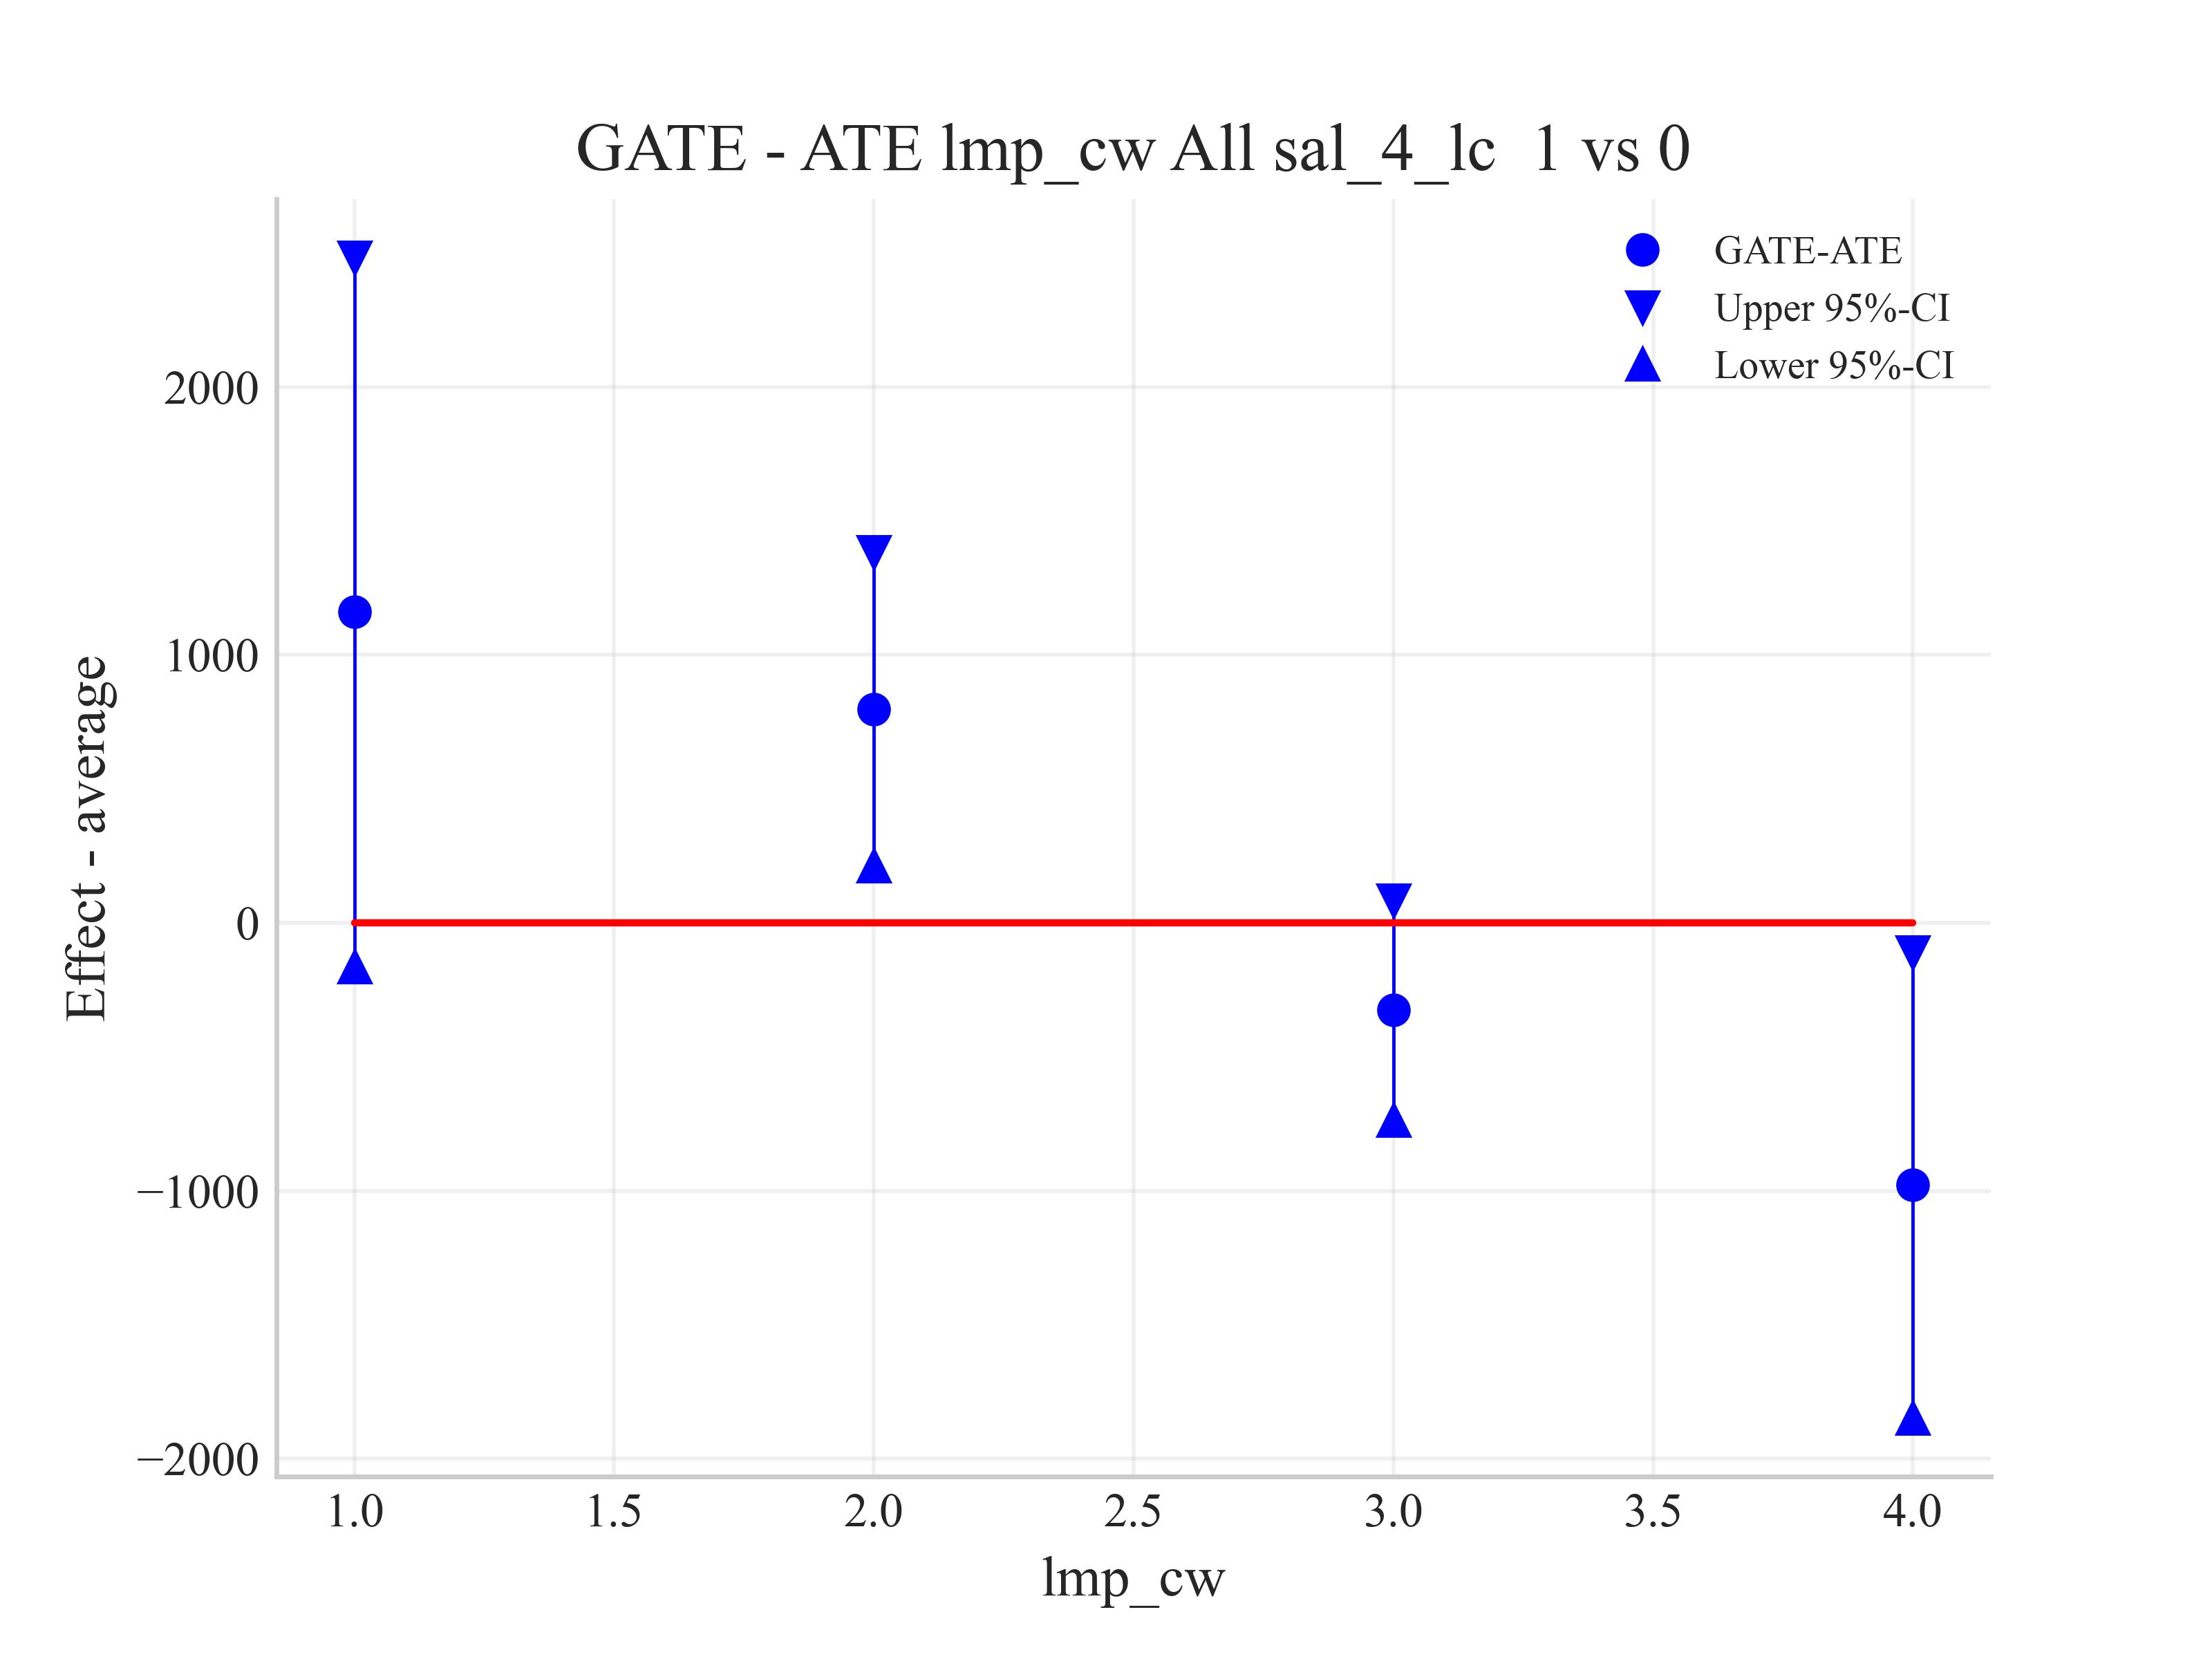 GATE - ATE lmp_cw All sal_4_lc  1 vs 0
GATE-ATE
Upper 95%-CI
Lower 95%-CI
Effect - average
2000
1000
0
−1000
−2000
1.0 1.5 2.0 2.5 3.0 3.5 4.0
lmp_cw